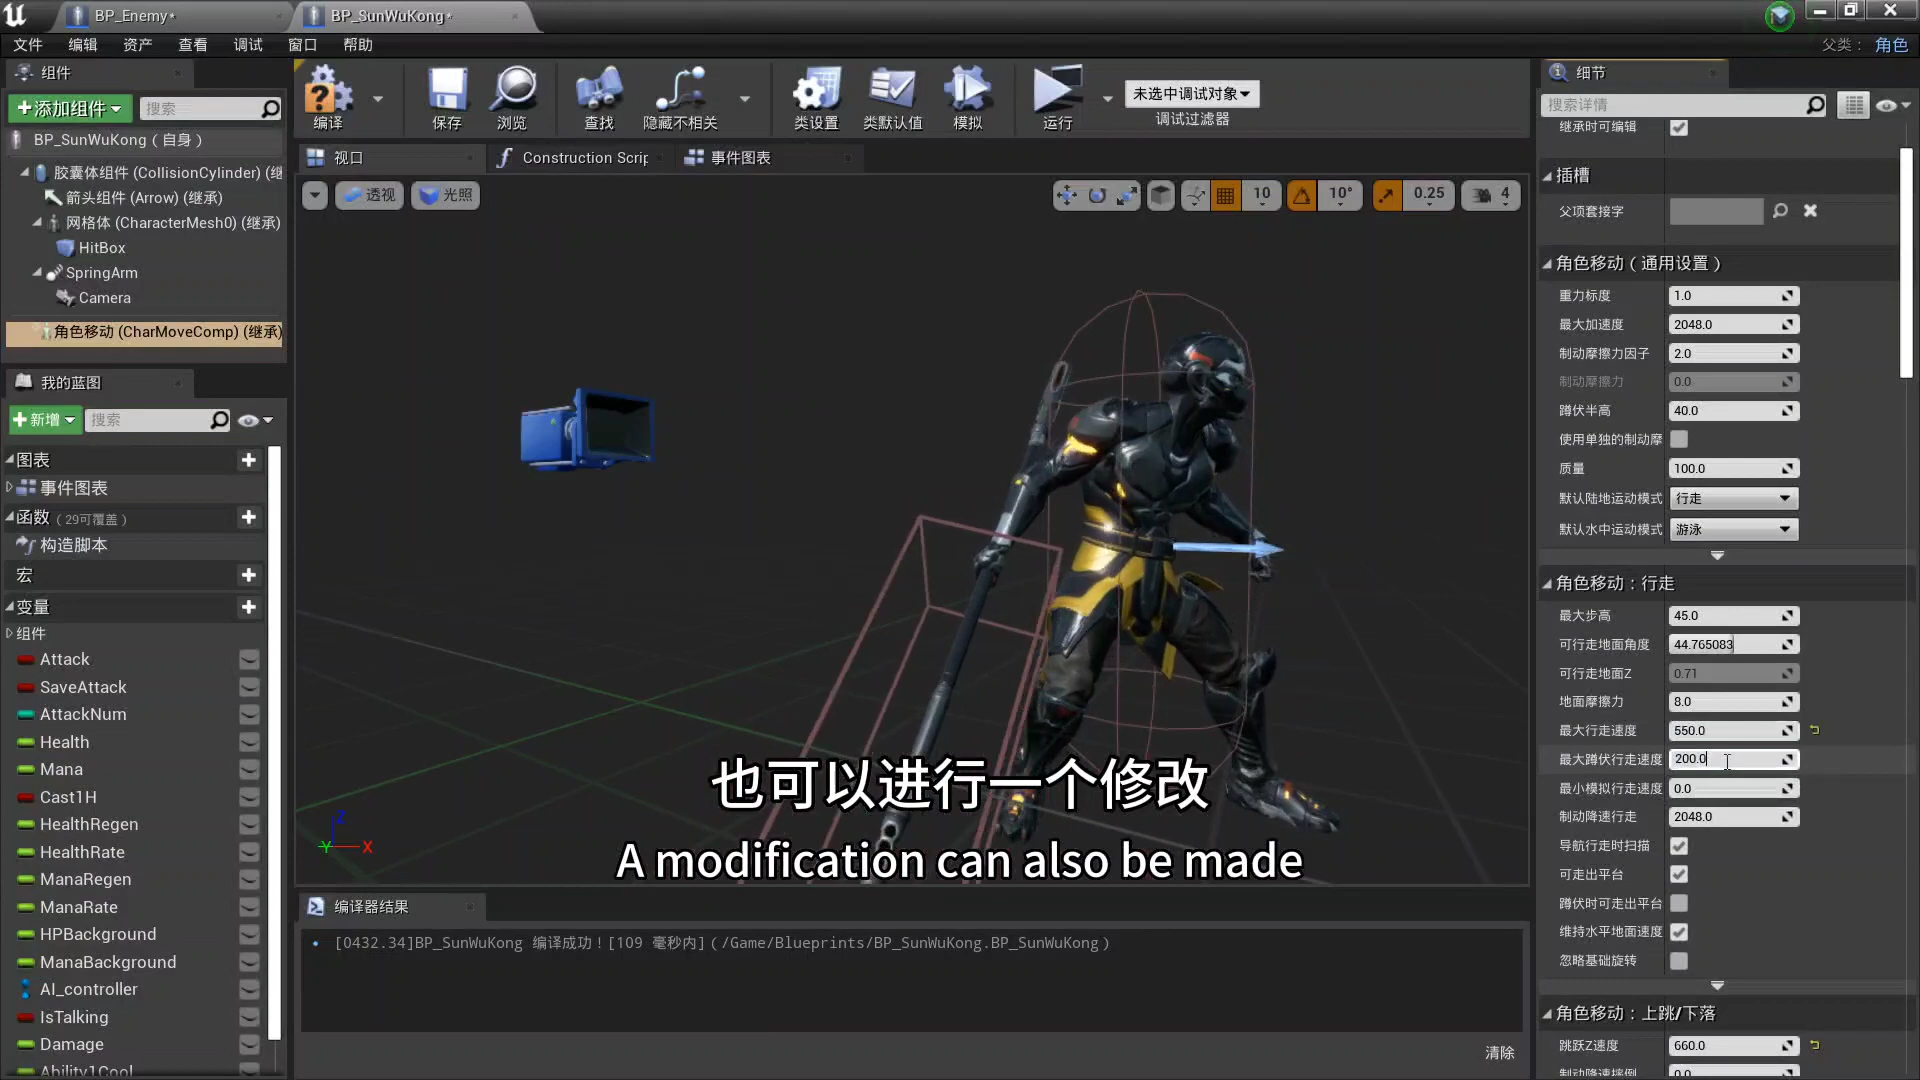 BP_Enemy*
BP_SunWuKong*
文件 编辑 资产 查看 调试 窗口 帮助
父类： 角色
组件
添加组件
搜索
BP_SunWuKong（自身）
胶囊体组件 (CollisionCylinder) (继
箭头组件 (Arrow) (继承)
网格体 (CharacterMesh0) (继承)
HitBox
SpringArm
Camera
角色移动 (CharMoveComp) (继承)
我的蓝图
新增
搜索
图表
事件图表
函数（29可覆盖）
构造脚本
宏
变量
组件
Attack
SaveAttack
AttackNum
Health
Mana
Cast1H
HealthRegen
HealthRate
ManaRegen
ManaRate
HPBackground
ManaBackground
AI_controller
IsTalking
Damage
Ability1Cool
编译
保存
浏览
查找
隐藏不相关
类设置
类默认值
模拟
运行
未选中调试对象
调试过滤器
视口
Construction Scrip
事件图表
透视
光照
10
10°
0.25
4
Z
Y
X
也可以进行一个修改
A modification can also be made
编译器结果
[0432.34]BP_SunWuKong 编译成功！[109 毫秒内]（/Game/Blueprints/BP_SunWuKong.BP_SunWuKong）
清除
细节
搜索详情
继承时可编辑
插槽
父项套接字
角色移动（通用设置）
重力标度 1.0
最大加速度 2048.0
制动摩擦力因子 2.0
制动摩擦力 0.0
蹲伏半高 40.0
使用单独的制动摩
质量 100.0
默认陆地运动模式 行走
默认水中运动模式 游泳
角色移动：行走
最大步高 45.0
可行走地面角度 44.765083
可行走地面Z 0.71
地面摩擦力 8.0
最大行走速度 550.0
最大蹲伏行走速度 200.0
最小模拟行走速度 0.0
制动降速行走 2048.0
导航行走时扫描
可走出平台
蹲伏时可走出平台
维持水平地面速度
忽略基础旋转
角色移动：上跳/下落
跳跃Z速度 660.0
制动降速摔倒 0.0